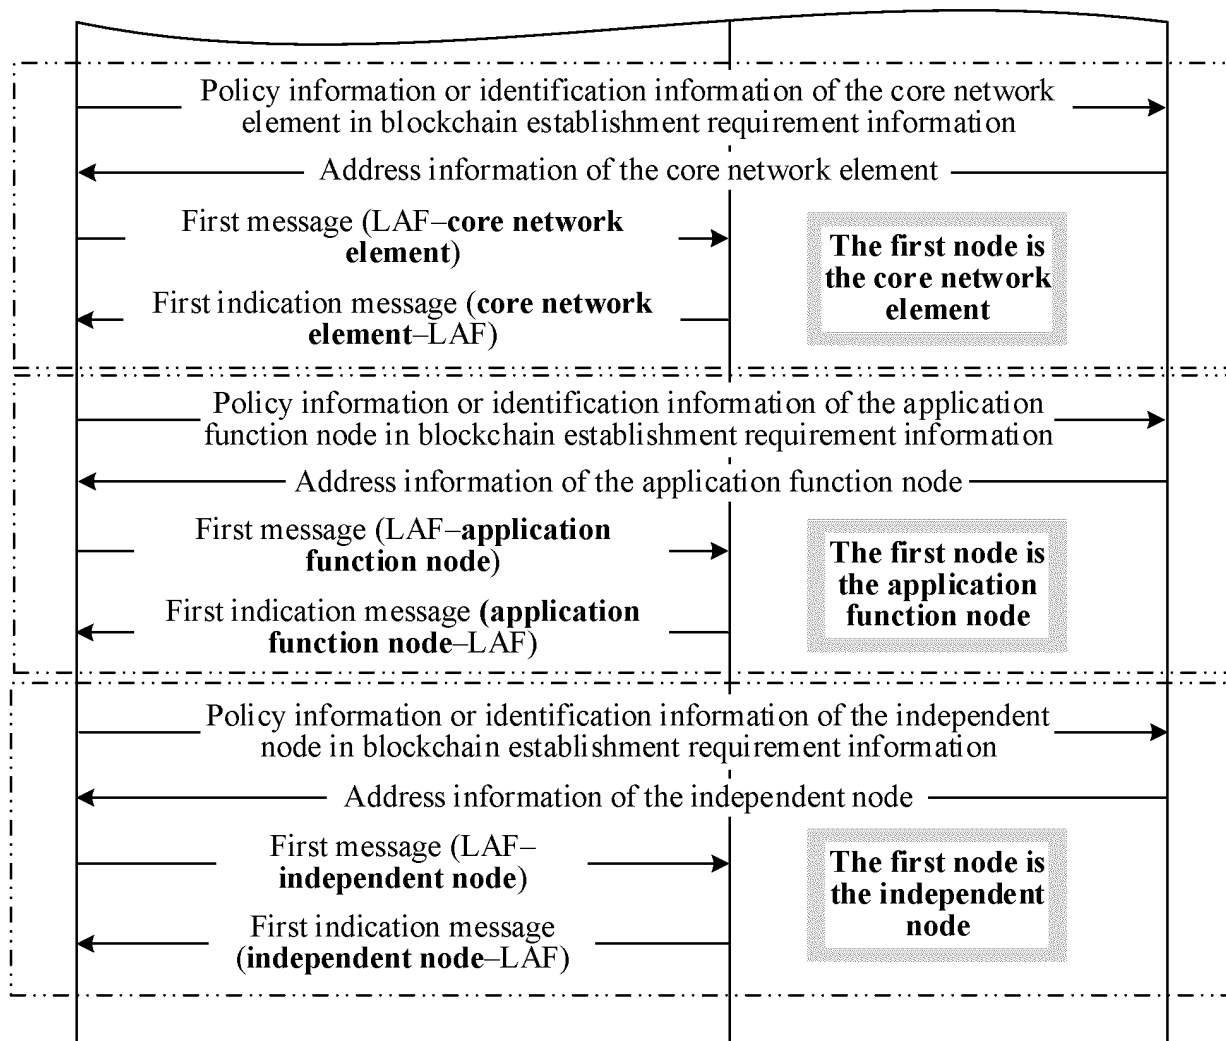 Policy information or identification information of the core network
element in blockchain establishment requirement information
Address information of the core network element
First message (LAF–core network
element)
The first node is
the core network
element
First indication message (core network
element–LAF)
Policy information or identification information of the application
function node in blockchain establishment requirement information
Address information of the application function node
First message (LAF–application
function node)
The first node is
the application
function node
First indication message (application
function node–LAF)
Policy information or identification information of the independent
node in blockchain establishment requirement information
Address information of the independent node
First message (LAF–
independent node)
The first node is
the independent
node
First indication message
(independent node–LAF)